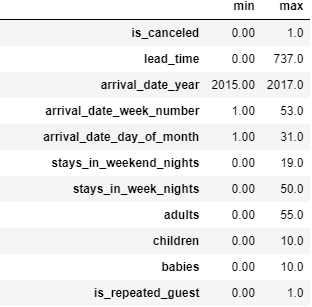 min max
is_canceled 0.00 1.0
lead_time 0.00 737.0
arrival_date_year 2015.00 2017.0
arrival_date_week_number 1.00 53.0
arrival_date_day_of_month 1.00 31.0
stays_in_weekend_nights 0.00 19.0
stays_in_week_nights 0.00 50.0
adults 0.00 55.0
children 0.00 10.0
babies 0.00 10.0
is_repeated_guest 0.00 1.0